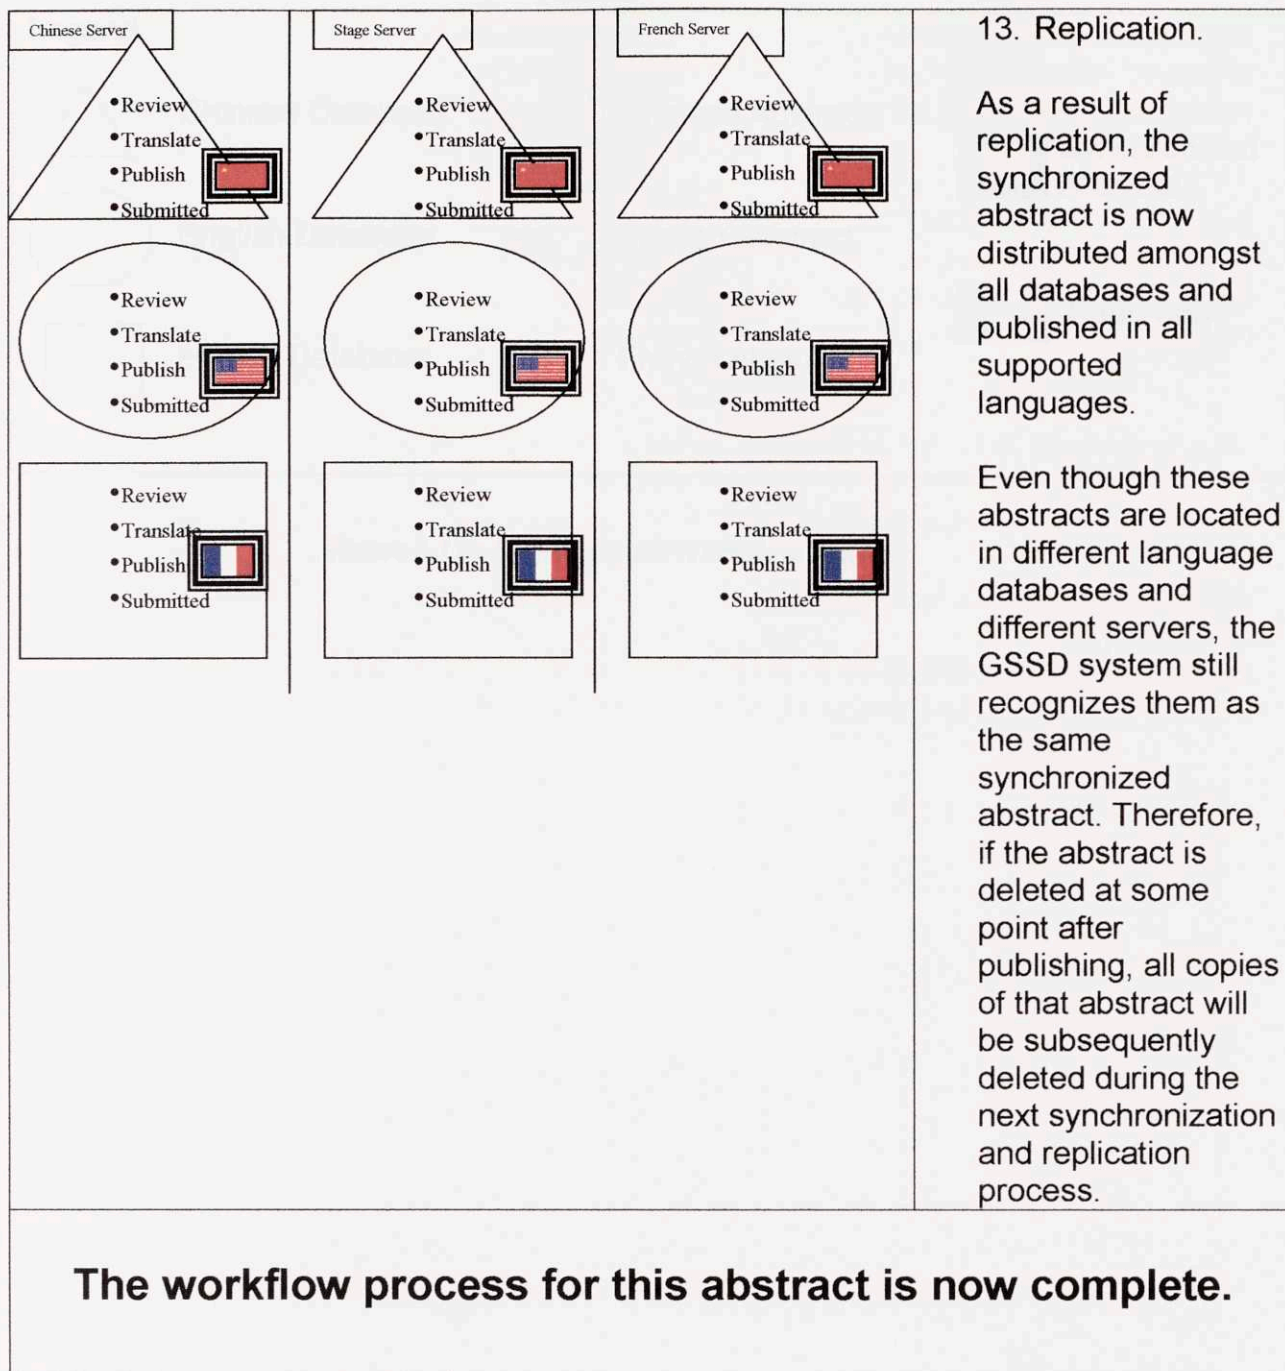 Chinese Server
•Review
•Translate
•Publish
•Submitted
•Review
•Translate
•Publish
•Submitted
•Review
•Translate
•Publish
•Submitted
Stage Server
•Review
•Translate
•Publish
•Submitted
•Review
•Translate
•Publish
•Submitted
•Review
•Translate
•Publish
•Submitted
French Server
•Review
•Translate
•Publish
•Submitted
•Review
•Translate
•Publish
•Submitted
•Review
•Translate
•Publish
•Submitted
13. Replication.
As a result of
replication, the
synchronized
abstract is now
distributed amongst
all databases and
published in all
supported
languages.
Even though these
abstracts are located
in different language
databases and
different servers, the
GSSD system still
recognizes them as
the same
synchronized
abstract. Therefore,
if the abstract is
deleted at some
point after
publishing, all copies
of that abstract will
be subsequently
deleted during the
next synchronization
and replication
process.
The workflow process for this abstract is now complete.